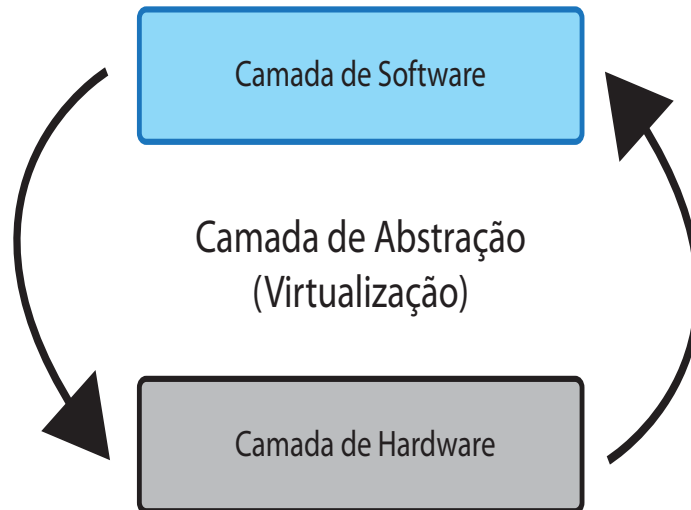 Camada de Software
Camada de Abstração
(Virtualização)
Camada de Hardware